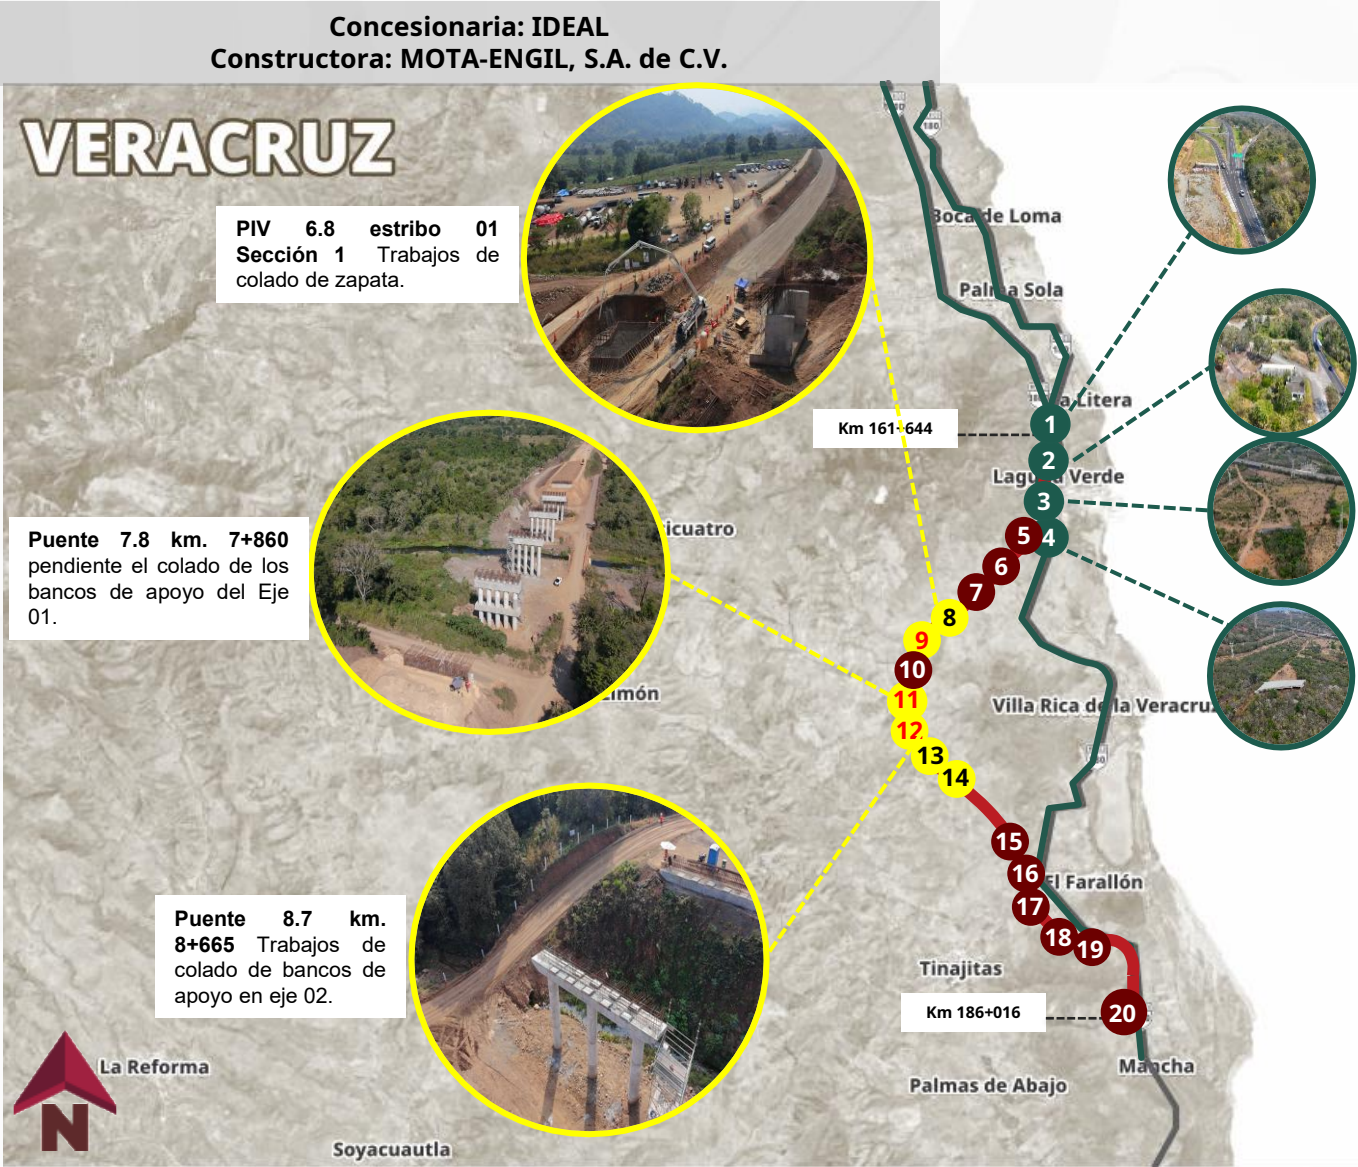 Concesionaria: IDEAL
Constructora: MOTA-ENGIL, S.A. de C.V.
VERACRUZ
PIV 6.8 estribo 01
Sección 1 Trabajos de
colado de zapata.
180
Boca de Loma
Palma Sola
Litera
Km 161+644
1
2
Laguna Verde
3
icuatro
5
4
6
7
8
9
10
11
12
13
14
Puente 7.8 km. 7+860
pendiente el colado de los
bancos de apoyo del Eje
01.
Limón
Villa Rica de la Veracruz
15
16
El Farallón
17
18
19
Puente 8.7 km.
8+665 Trabajos de
colado de bancos de
apoyo en eje 02.
Tinajitas
Km 186+016
20
La Reforma
Mancha
Palmas de Abajo
N
Soyacuautla